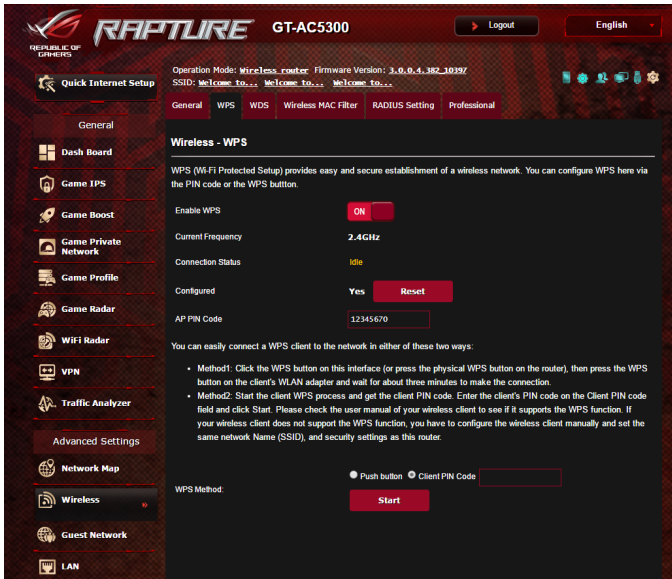 REPUBLIC OF
GAMERS
RAPTURE GT-AC5300 Logout English
Quick Internet Setup
Operation Mode: Wireless router Firmware Version: 3.0.0.4.382_10397
SSID: Welcome to... Welcome to... Welcome to...
General WPS WDS Wireless MAC Filter RADIUS Setting Professional
General
Dash Board
Game IPS
Game Boost
Game Private
Network
Game Profile
Game Radar
WiFi Radar
VPN
Traffic Analyzer
Advanced Settings
Network Map
Wireless
Guest Network
LAN
Wireless - WPS
WPS (Wi-Fi Protected Setup) provides easy and secure establishment of a wireless network. You can configure WPS here via
the PIN code or the WPS buttton.
Enable WPS ON
Current Frequency 2.4GHz
Connection Status Idle
Configured Yes Reset
AP PIN Code 12345670
You can easily connect a WPS client to the network in either of these two ways:
• Method1: Click the WPS button on this interface (or press the physical WPS button on the router), then press the WPS
button on the client's WLAN adapter and wait for about three minutes to make the connection.
• Method2: Start the client WPS process and get the client PIN code. Enter the client's PIN code on the Client PIN code
field and click Start. Please check the user manual of your wireless client to see if it supports the WPS function. If
your wireless client does not support the WPS function, you have to configure the wireless client manually and set the
same network Name (SSID), and security settings as this router.
WPS Method: Push button Client PIN Code
Start